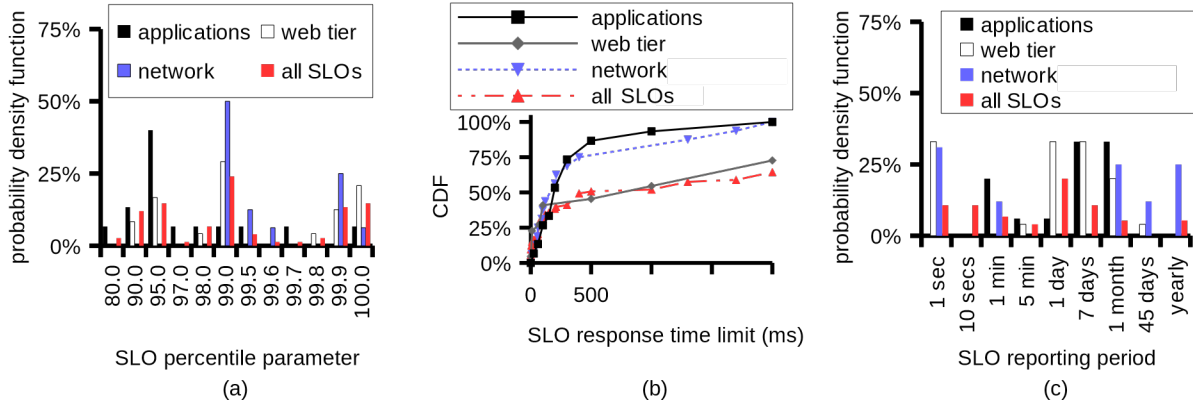 75%
50%
25%
0%
probability density function
applications
web tier
network
all SLOs
80.0
90.0
95.0
97.0
98.0
99.0
99.5
99.6
99.7
99.8
99.9
100.0
SLO percentile parameter
(a)
applications
web tier
network
all SLOs
100%
75%
50%
25%
0%
CDF
0
500
SLO response time limit (ms)
(b)
75%
50%
25%
0%
probability density function
applications
web tier
network
all SLOs
1 sec
10 secs
1 min
5 min
1 day
7 days
1 month
45 days
yearly
SLO reporting period
(c)